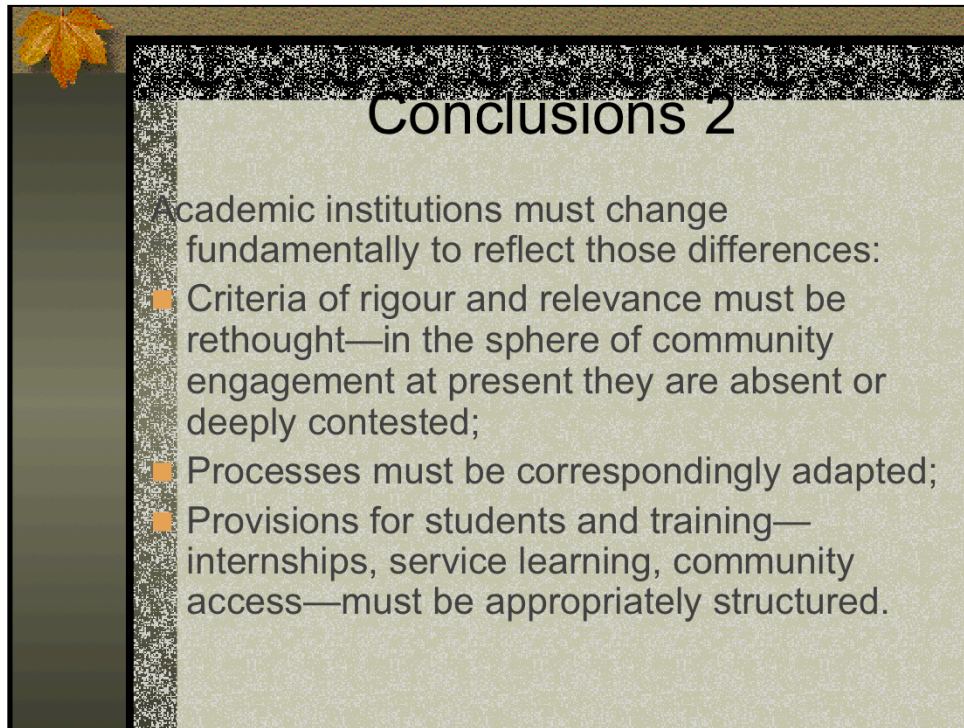 Conclusions 2
Academic institutions must change
fundamentally to reflect those differences:
Criteria of rigour and relevance must be
rethought—in the sphere of community
engagement at present they are absent or
deeply contested;
Processes must be correspondingly adapted;
Provisions for students and training—
internships, service learning, community
access—must be appropriately structured.